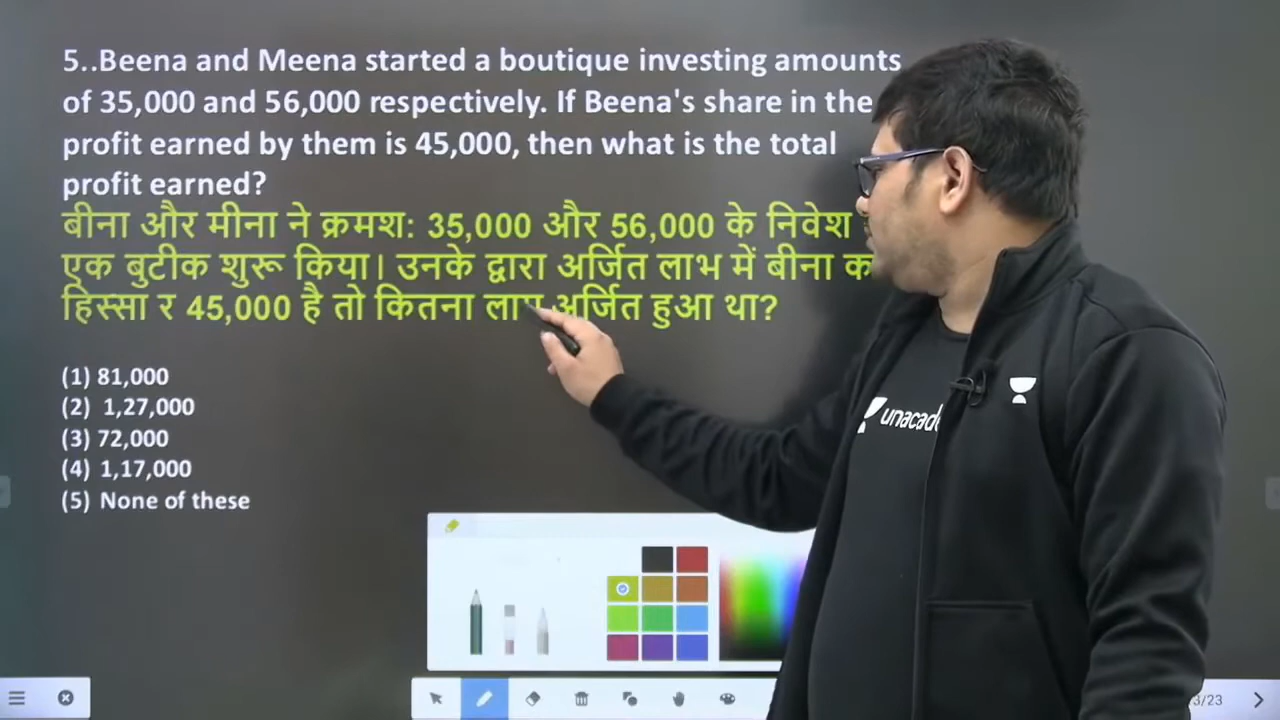 5..Beena and Meena started a boutique investing amounts
of 35,000 and 56,000 respectively. If Beena's share in the
profit earned by them is 45,000, then what is the total
profit earned?
बीना और मीना ने क्रमश: 35,000 और 56,000 के निवेश
एक बुटीक शुरू किया। उनके द्वारा अर्जित लाभ में बीना
हिस्सा र 45,000 है तो कितना अर्जित हुआ था?
(1) 81,000
(2) 1,27,000
(3) 72,000
(4) 1,17,000
(5) None of these
3/23